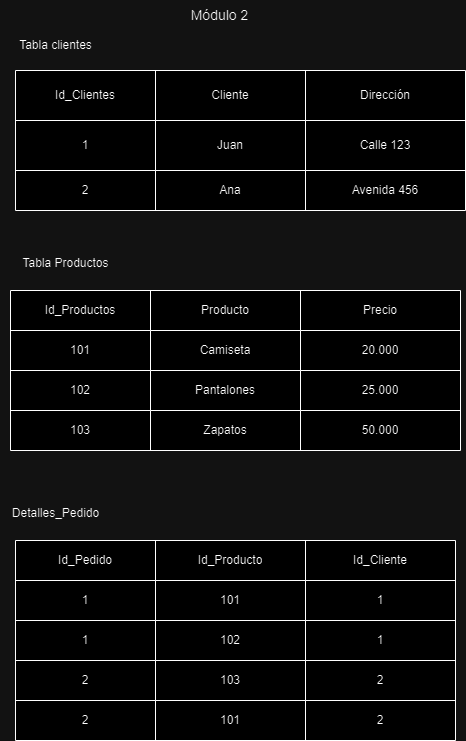 Módulo 2
Tabla clientes
Id_Clientes Cliente Dirección
1 Juan Calle 123
2 Ana Avenida 456
Tabla Productos
Id_Productos Producto Precio
101 Camiseta 20.000
102 Pantalones 25.000
103 Zapatos 50.000
Detalles_Pedido
Id_Pedido Id_Producto Id_Cliente
1 101 1
1 102 1
2 103 2
2 101 2